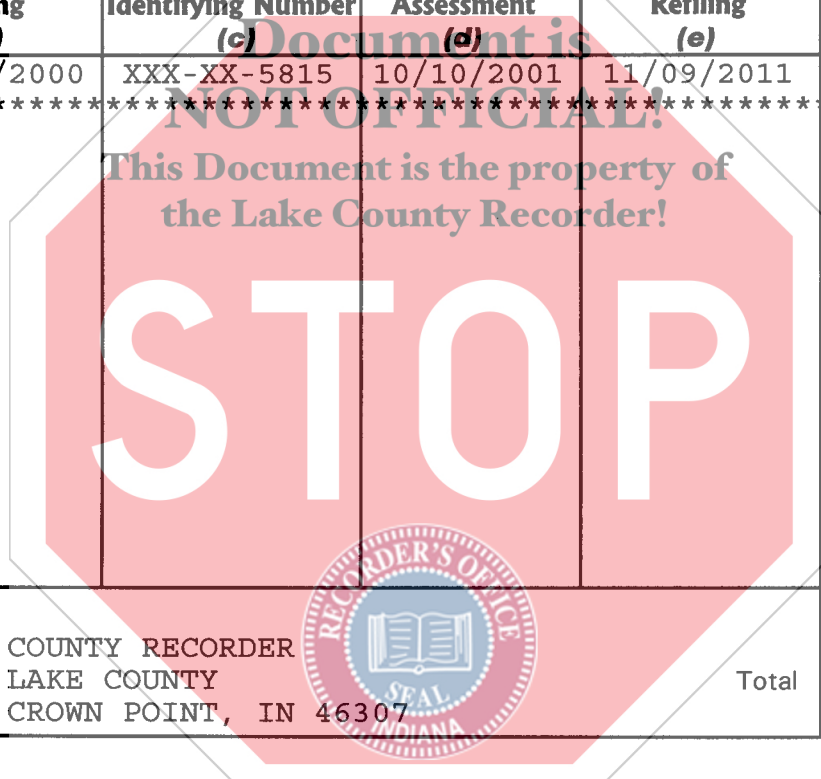 ng Identifying Number Assessment Refiling
) (c) (d) (e)
Document is
/2000 XXX-XX-5815 10/10/2001 11/09/2011
*****************************************************
NOT OFFICIAL!
This Document is the property of
the Lake County Recorder!
STOP
RECORDER'S OFFICE
SEAL
INDIANA
COUNTY RECORDER
LAKE COUNTY Total
CROWN POINT, IN 46307